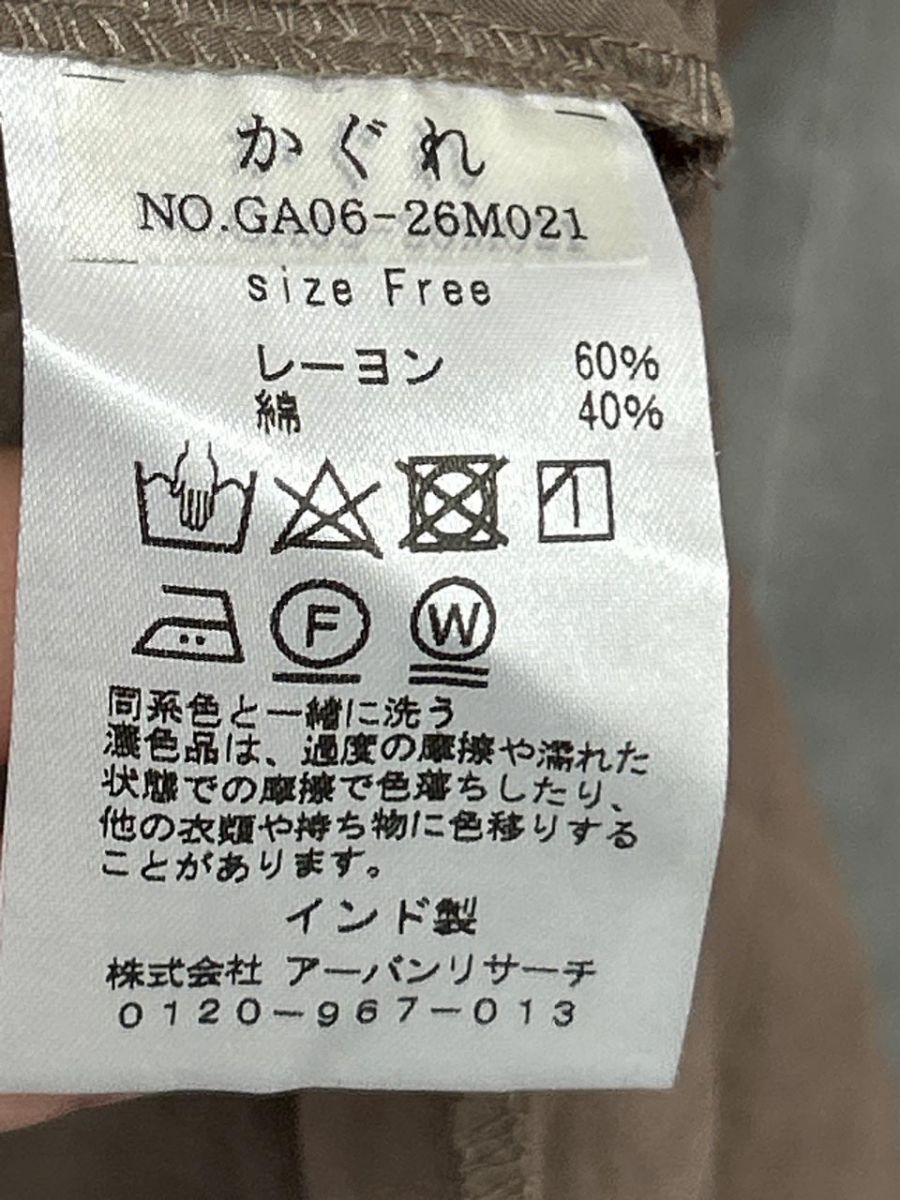 かぐれ
NO.GA06-26M021
size Free
レーヨン 60%
綿 40%
F W
同系色と一緒に洗う
濃色品は、過度の摩擦や濡れた
状態での摩擦で色落ちしたり、
他の衣類や持ち物に色移りする
ことがあります。
インド製
株式会社 アーバンリサーチ
0120-967-013